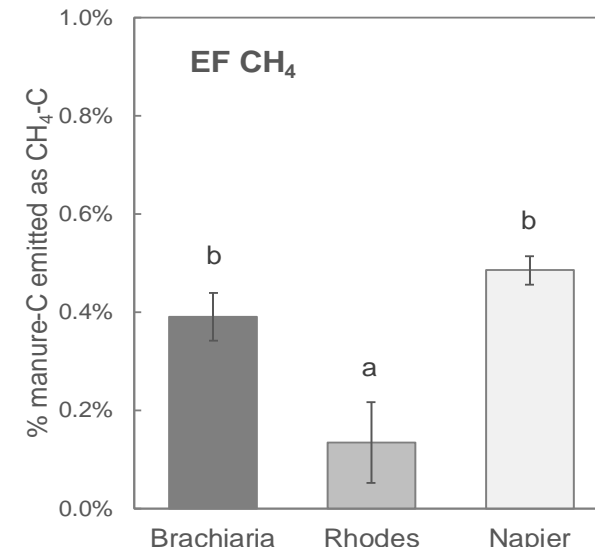 1.0%
EF CH₄
0.8%
0.6%
0.4%
0.2%
0.0%
% manure-C emitted as CH₄-C
b
a
b
Brachiaria Rhodes Napier